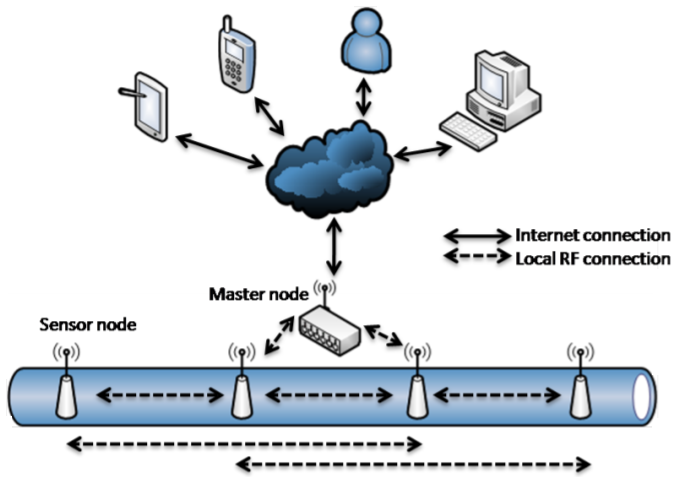 Internet connection
Local RF connection
Master node
Sensor node